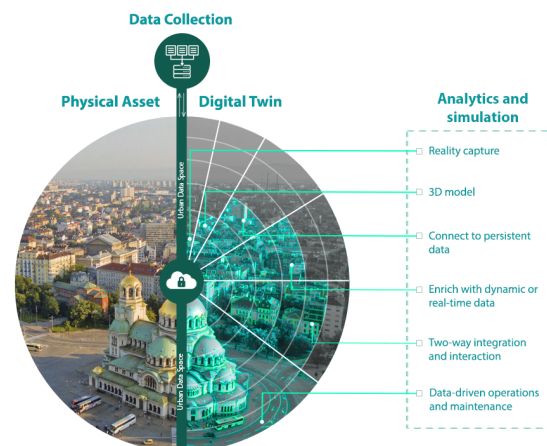 Data Collection
Physical Asset
Digital Twin
Urban Data Space
Urban Data Space
Analytics and
simulation
Reality capture
3D model
Connect to persistent
data
Enrich with dynamic or
real-time data
Two-way integration
and interaction
Data-driven operations
and maintenance